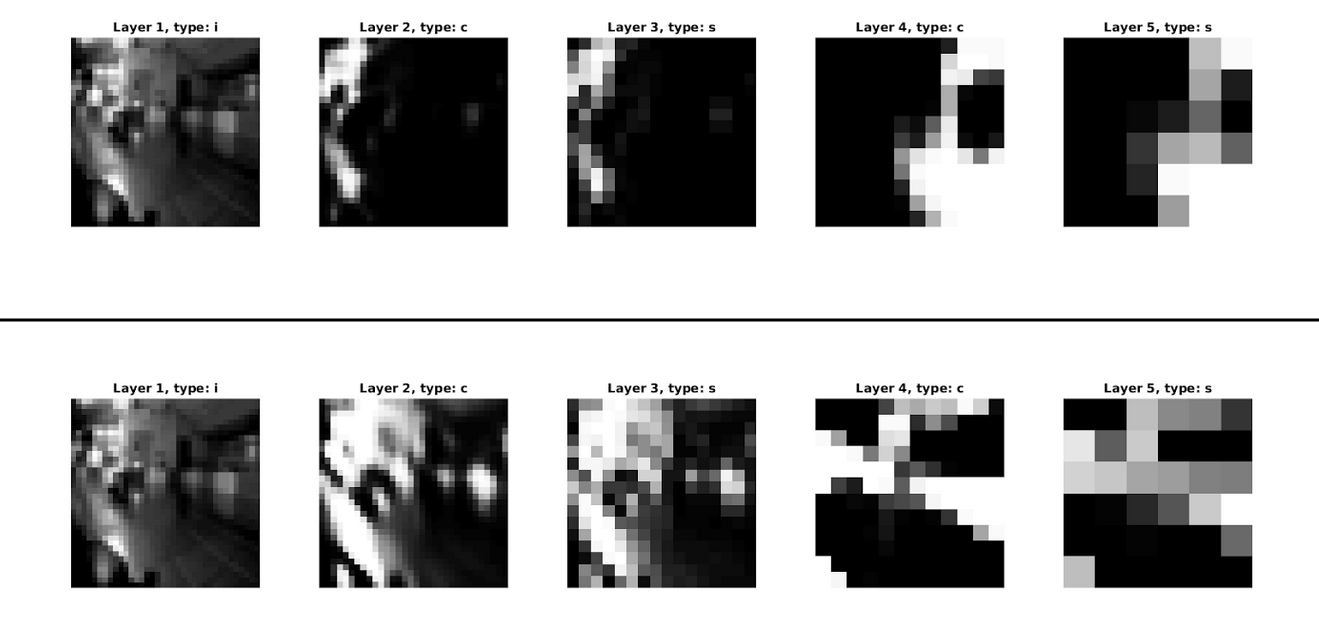 Layer 1, type: i
Layer 2, type: c
Layer 3, type: s
Layer 4, type: c
Layer 5, type: s
Layer 1, type: i
Layer 2, type: c
Layer 3, type: s
Layer 4, type: c
Layer 5, type: s